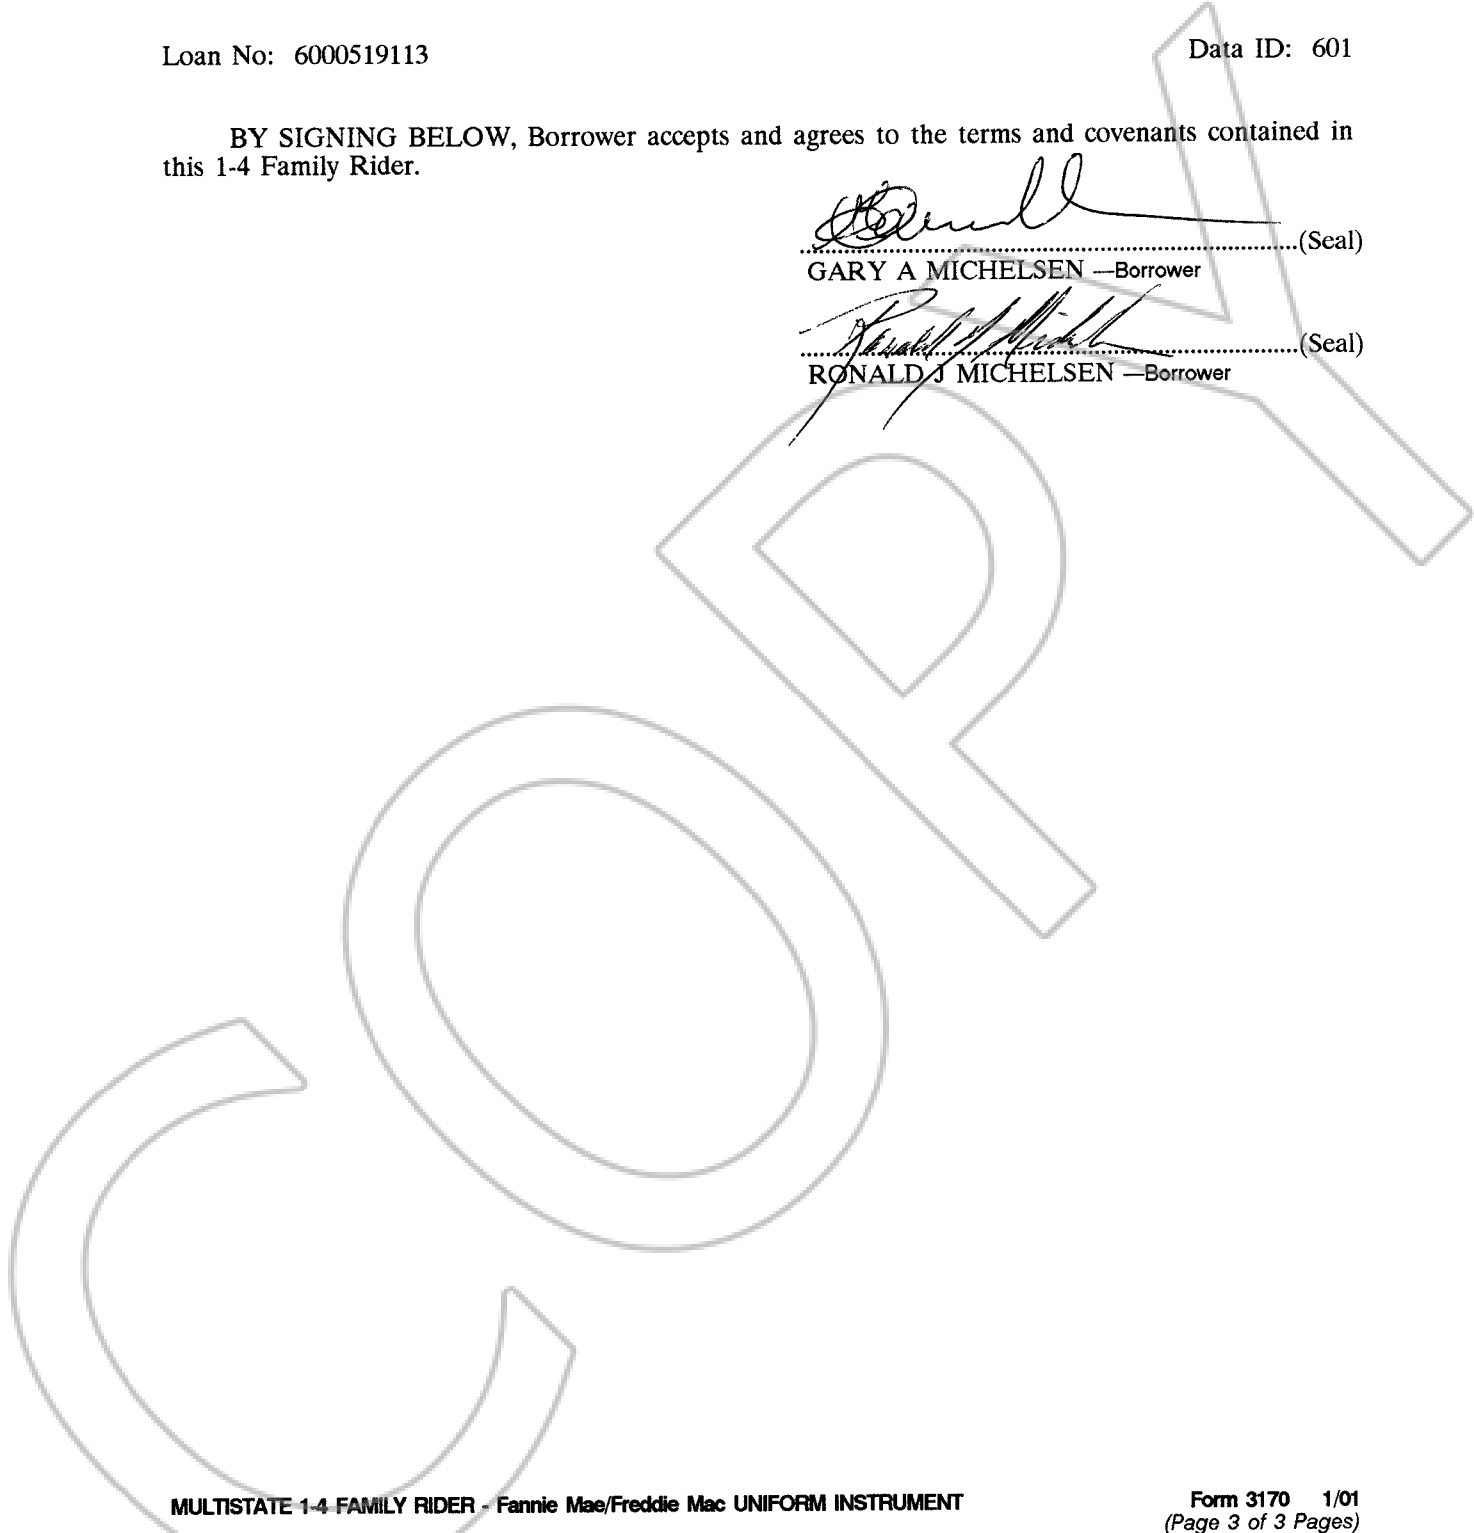 Loan No: 6000519113
Data ID: 601
BY SIGNING BELOW, Borrower accepts and agrees to the terms and covenants contained in
this 1-4 Family Rider.
(Seal)
GARY A MICHELSEN —Borrower
(Seal)
RONALD J MICHELSEN —Borrower
COPY
MULTISTATE 1-4 FAMILY RIDER - Fannie Mae/Freddie Mac UNIFORM INSTRUMENT
Form 3170 1/01
(Page 3 of 3 Pages)